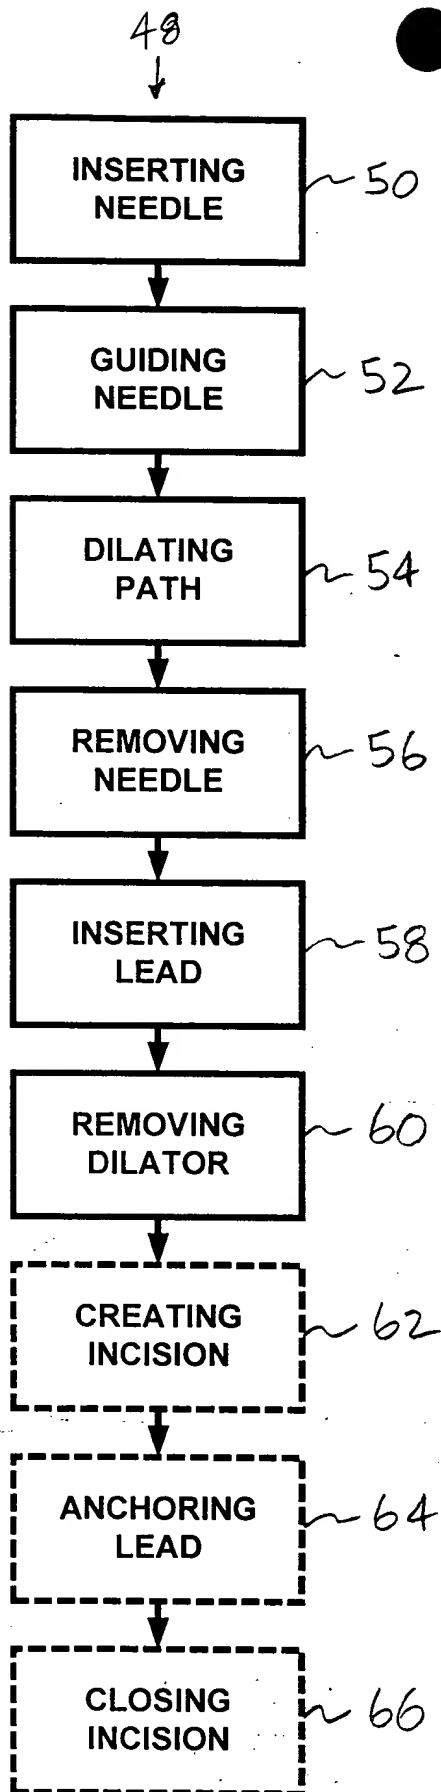 48
INSERTING
NEEDLE
50
GUIDING
NEEDLE
52
DILATING
PATH
54
REMOVING
NEEDLE
56
INSERTING
LEAD
58
REMOVING
DILATOR
60
CREATING
INCISION
62
ANCHORING
LEAD
64
CLOSING
INCISION
66